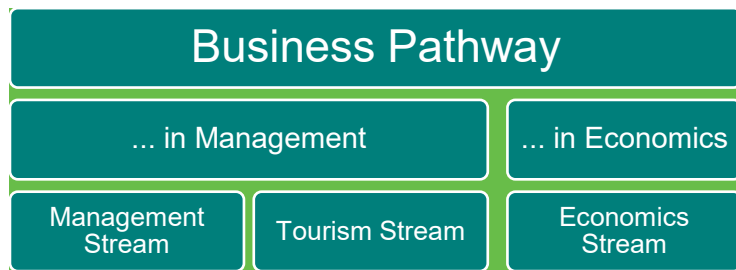 Business Pathway
... in Management
... in Economics
Management
Stream
Tourism Stream
Economics
Stream